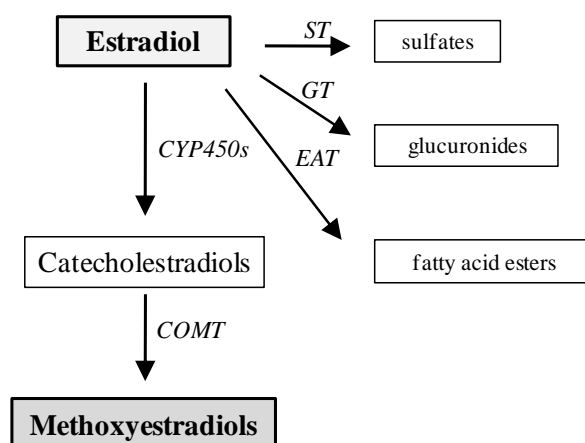 Estradiol
ST
sulfates
GT
glucuronides
CYP450s
EAT
Catecholestradiols
fatty acid esters
COMT
Methoxyestradiols